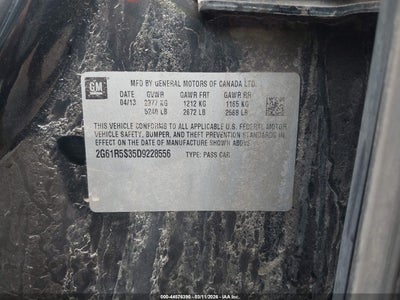 GM
MFD BY GENERAL MOTORS OF CANADA LTD.
DATE GVWR GAWR FRT GAWR RR
04/13 2377 KG 1212 KG 1165 KG
5240 LB 2672 LB 2568 LB
THIS VEHICLE CONFORMS TO ALL APPLICABLE U.S. FEDERAL MOTOR
VEHICLE SAFETY, BUMPER, AND THEFT PREVENTION STANDARDS IN
EFFECT ON THE DATE OF MANUFACTURE SHOWN ABOVE.
2G61R5S35D9228556 TYPE: PASS CAR
000-44576390 - 03/11/2026 - IAA